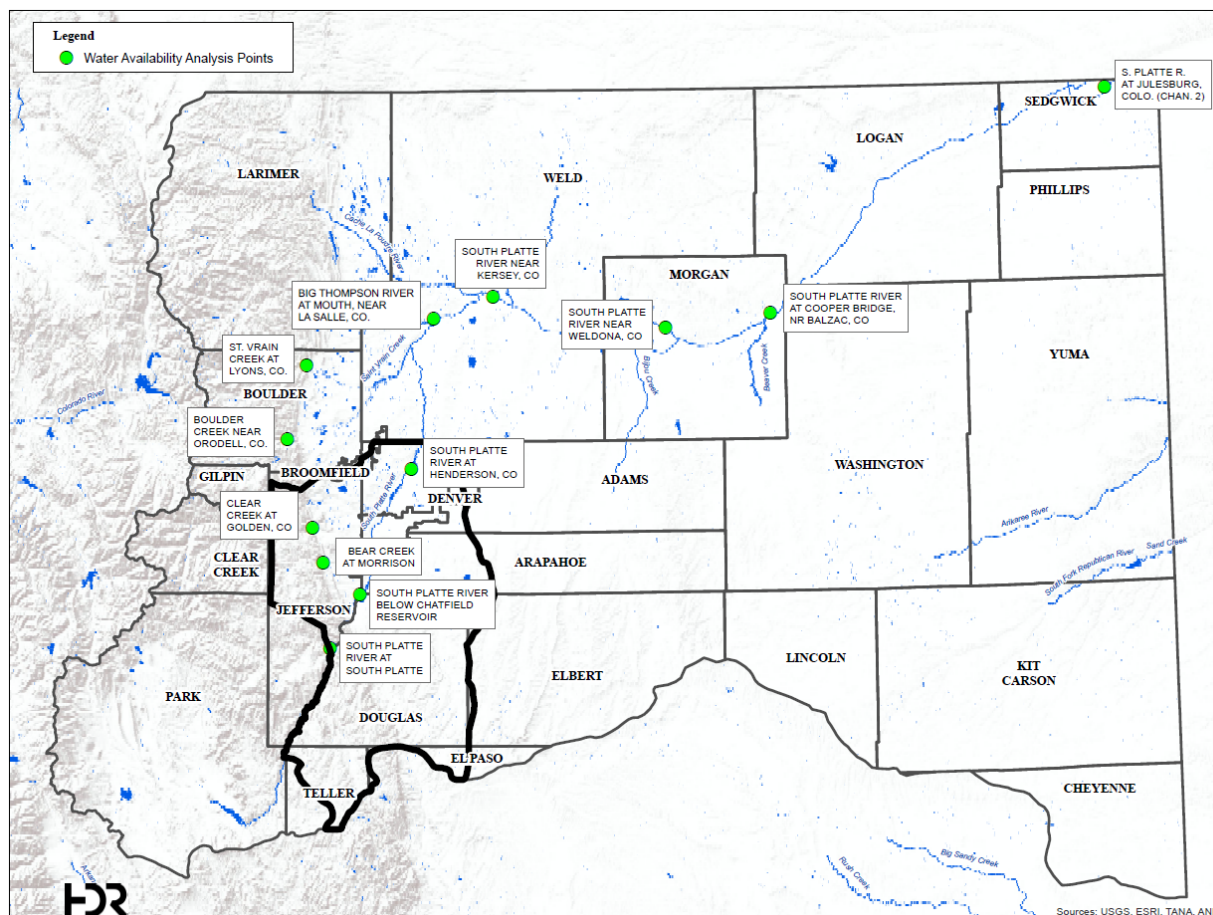 Legend
Water Availability Analysis Points
S. PLATTE R.
AT JULESBURG,
COLO. (CHAN. 2)
SEDGWICK
LOGAN
LARIMER
WELD
PHILLIPS
Cache La Poudre River
SOUTH PLATTE
RIVER NEAR
KERSEY, CO
MORGAN
BIG THOMPSON RIVER
AT MOUTH, NEAR
LA SALLE, CO.
SOUTH PLATTE
RIVER NEAR
WELDONA, CO
SOUTH PLATTE RIVER
AT COOPER BRIDGE,
NR BALZAC, CO
ST. VRAIN
CREEK AT
LYONS, CO.
Saint Vrain Creek
Bijou Creek
Beaver Creek
YUMA
BOULDER
Colorado River
BOULDER
CREEK NEAR
ORODELL, CO.
SOUTH PLATTE
RIVER AT
HENDERSON, CO
BROOMFIELD
GILPIN
WASHINGTON
ADAMS
DENVER
South Platte River
CLEAR
CREEK AT
GOLDEN, CO
Arikaree River
CLEAR
CREEK
BEAR CREEK
AT MORRISON
ARAPAHOE
South Fork Republican River
Sand Creek
SOUTH PLATTE RIVER
BELOW CHATFIELD
RESERVOIR
JEFFERSON
SOUTH PLATTE
RIVER AT
SOUTH PLATTE
LINCOLN
KIT
CARSON
ELBERT
PARK
DOUGLAS
EL PASO
TELLER
CHEYENNE
Big Sandy Creek
Rush Creek
Arkan
HDR
Sources: USGS, ESRI, TANA, AN